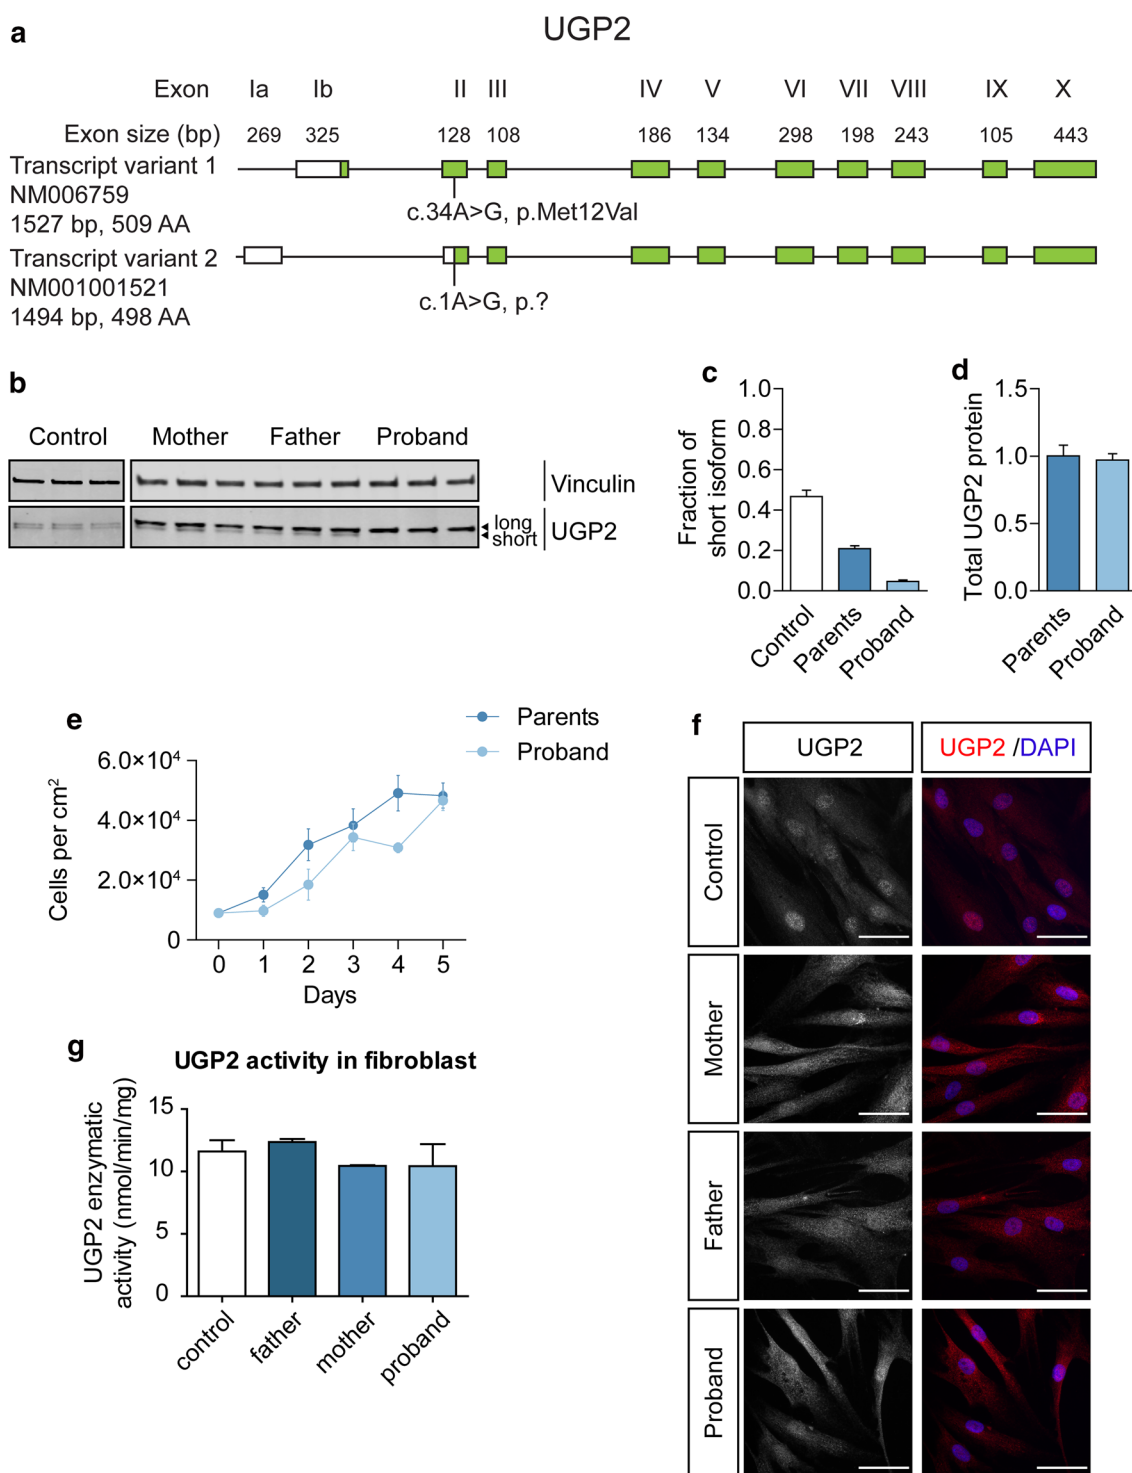 a
UGP2
Exon Ia Ib II III IV V VI VII VIII IX X
Exon size (bp) 269 325 128 108 186 134 298 198 243 105 443
Transcript variant 1
NM006759
1527 bp, 509 AA
c.34A>G, p.Met12Val
Transcript variant 2
NM001001521
1494 bp, 498 AA
c.1A>G, p.?
b
Control Mother Father Proband
Vinculin
long
short
UGP2
c
Fraction of
short isoform
1.0
0.8
0.6
0.4
0.2
0.0
Control
Parents
Proband
d
Total UGP2 protein
1.5
1.0
0.5
0.0
Parents
Proband
e
Parents
Proband
Cells per cm²
6.0×10⁴
4.0×10⁴
2.0×10⁴
0
0 1 2 3 4 5
Days
f
UGP2
UGP2 /DAPI
Control
Mother
Father
Proband
g
UGP2 activity in fibroblast
UGP2 enzymatic
activity (nmol/min/mg)
15
10
5
0
control
father
mother
proband